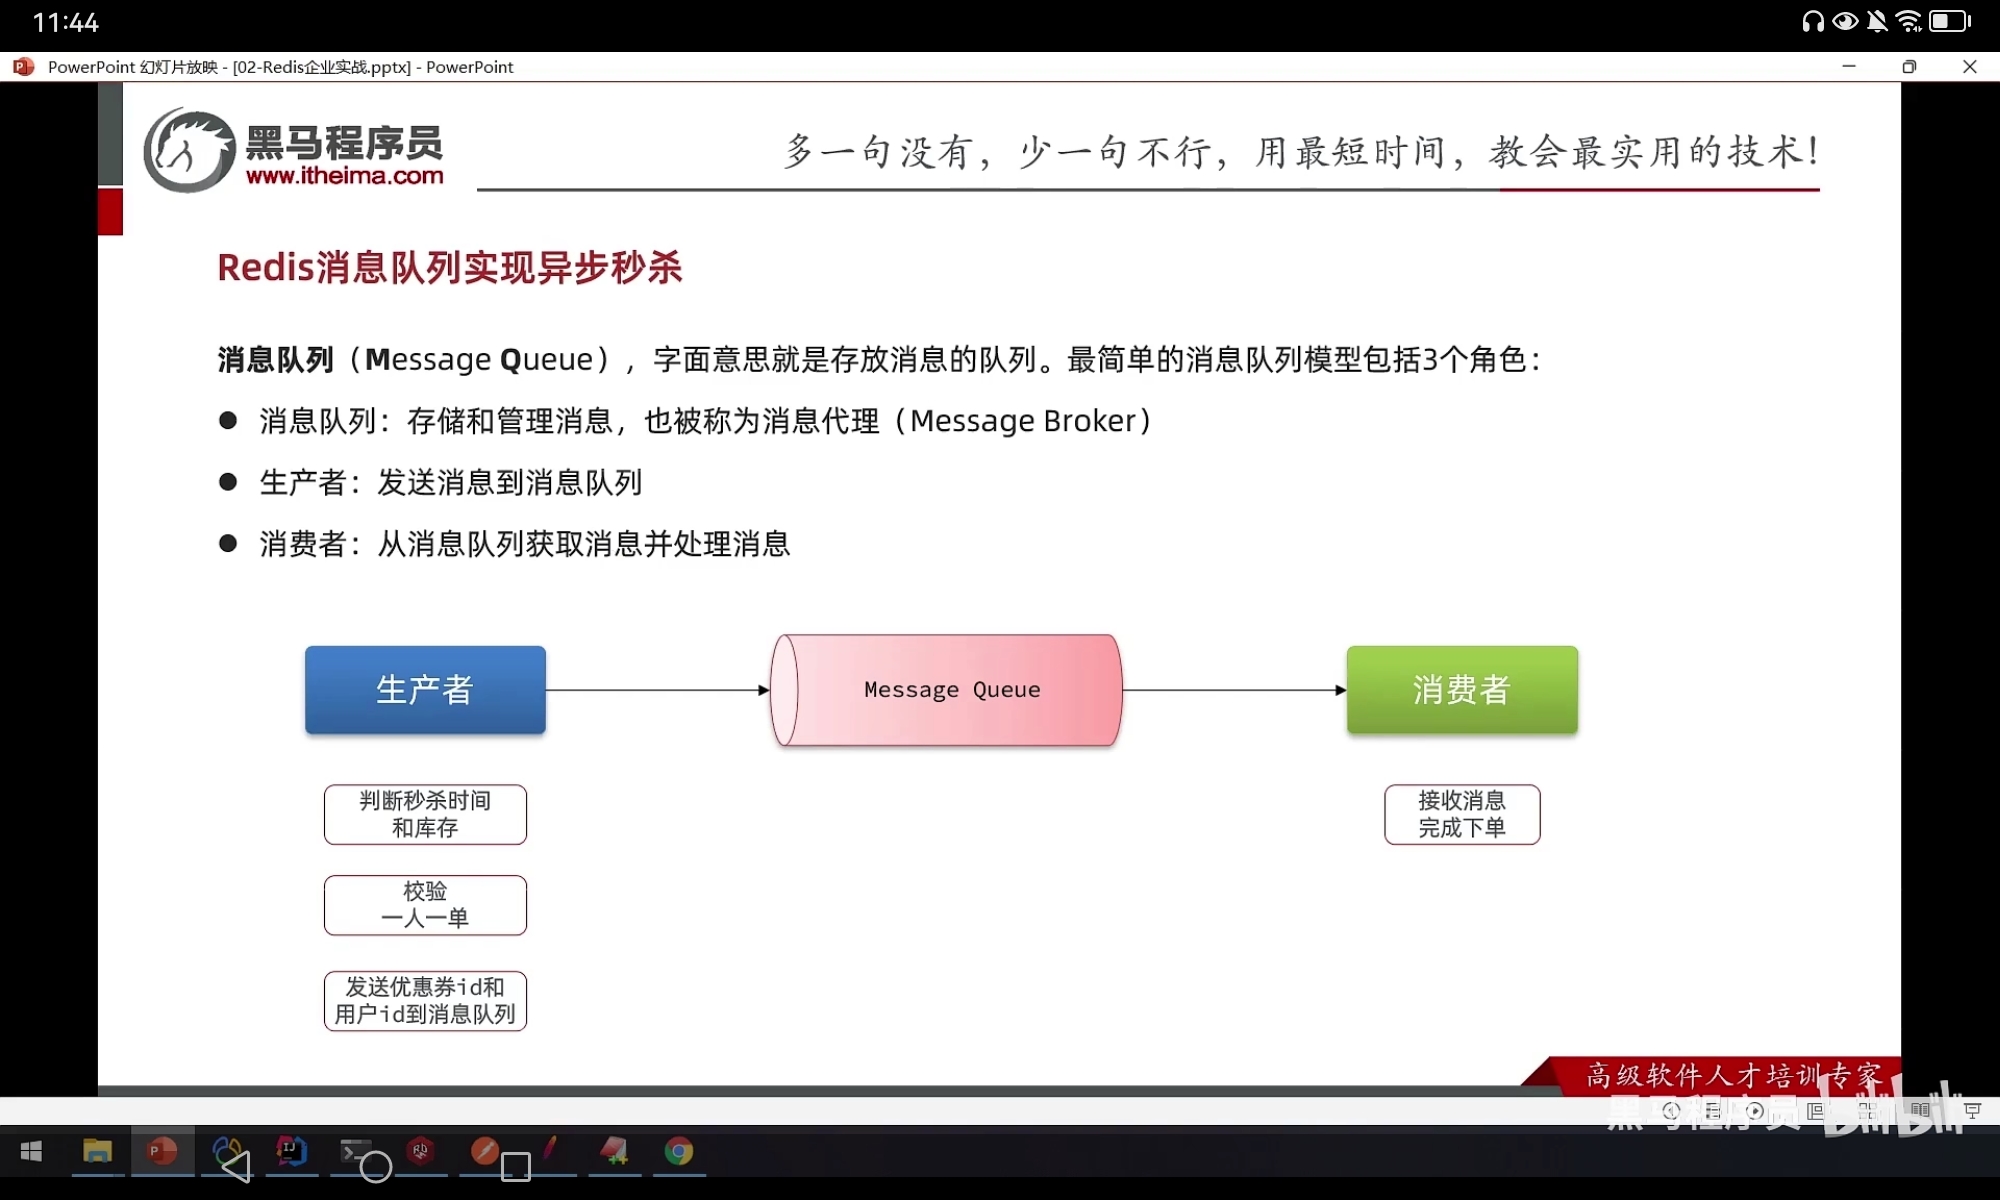 11:44
PowerPoint 幻灯片放映 - [02-Redis企业实战.pptx] - PowerPoint
黑马程序员
www.itheima.com
多一句没有，少一句不行，用最短时间，教会最实用的技术！
Redis消息队列实现异步秒杀
消息队列（Message Queue），字面意思就是存放消息的队列。最简单的消息队列模型包括3个角色：
● 消息队列：存储和管理消息，也被称为消息代理（Message Broker）
● 生产者：发送消息到消息队列
● 消费者：从消息队列获取消息并处理消息
生产者
Message Queue
消费者
判断秒杀时间
和库存
接收消息
完成下单
校验
一人一单
发送优惠券id和
用户id到消息队列
高级软件人才培训专家
黑马程序员 bilibili